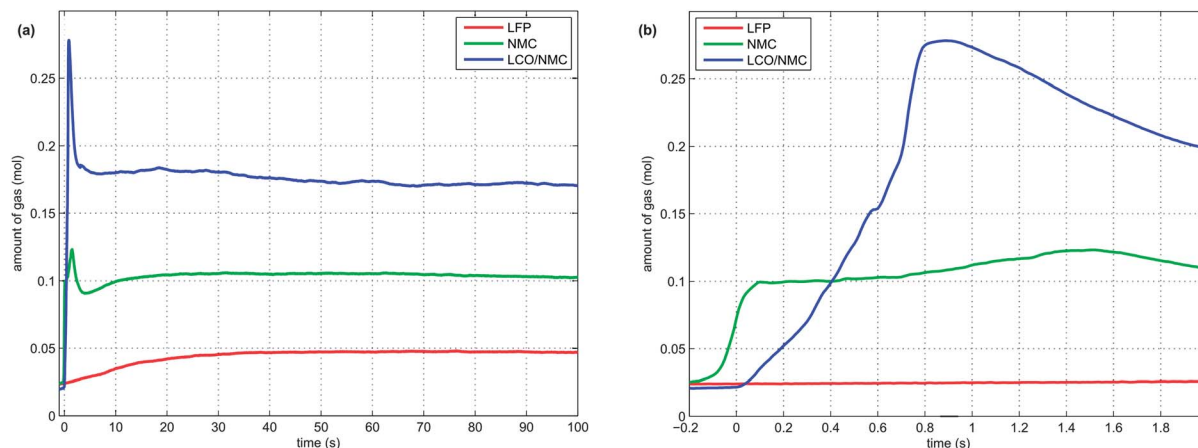 (a)
LFP
NMC
LCO/NMC
amount of gas (mol)
0.25
0.2
0.15
0.1
0.05
0
0 10 20 30 40 50 60 70 80 90 100
time (s)
(b)
LFP
NMC
LCO/NMC
amount of gas (mol)
0.25
0.2
0.15
0.1
0.05
0
−0.2 0 0.2 0.4 0.6 0.8 1 1.2 1.4 1.6 1.8
time (s)